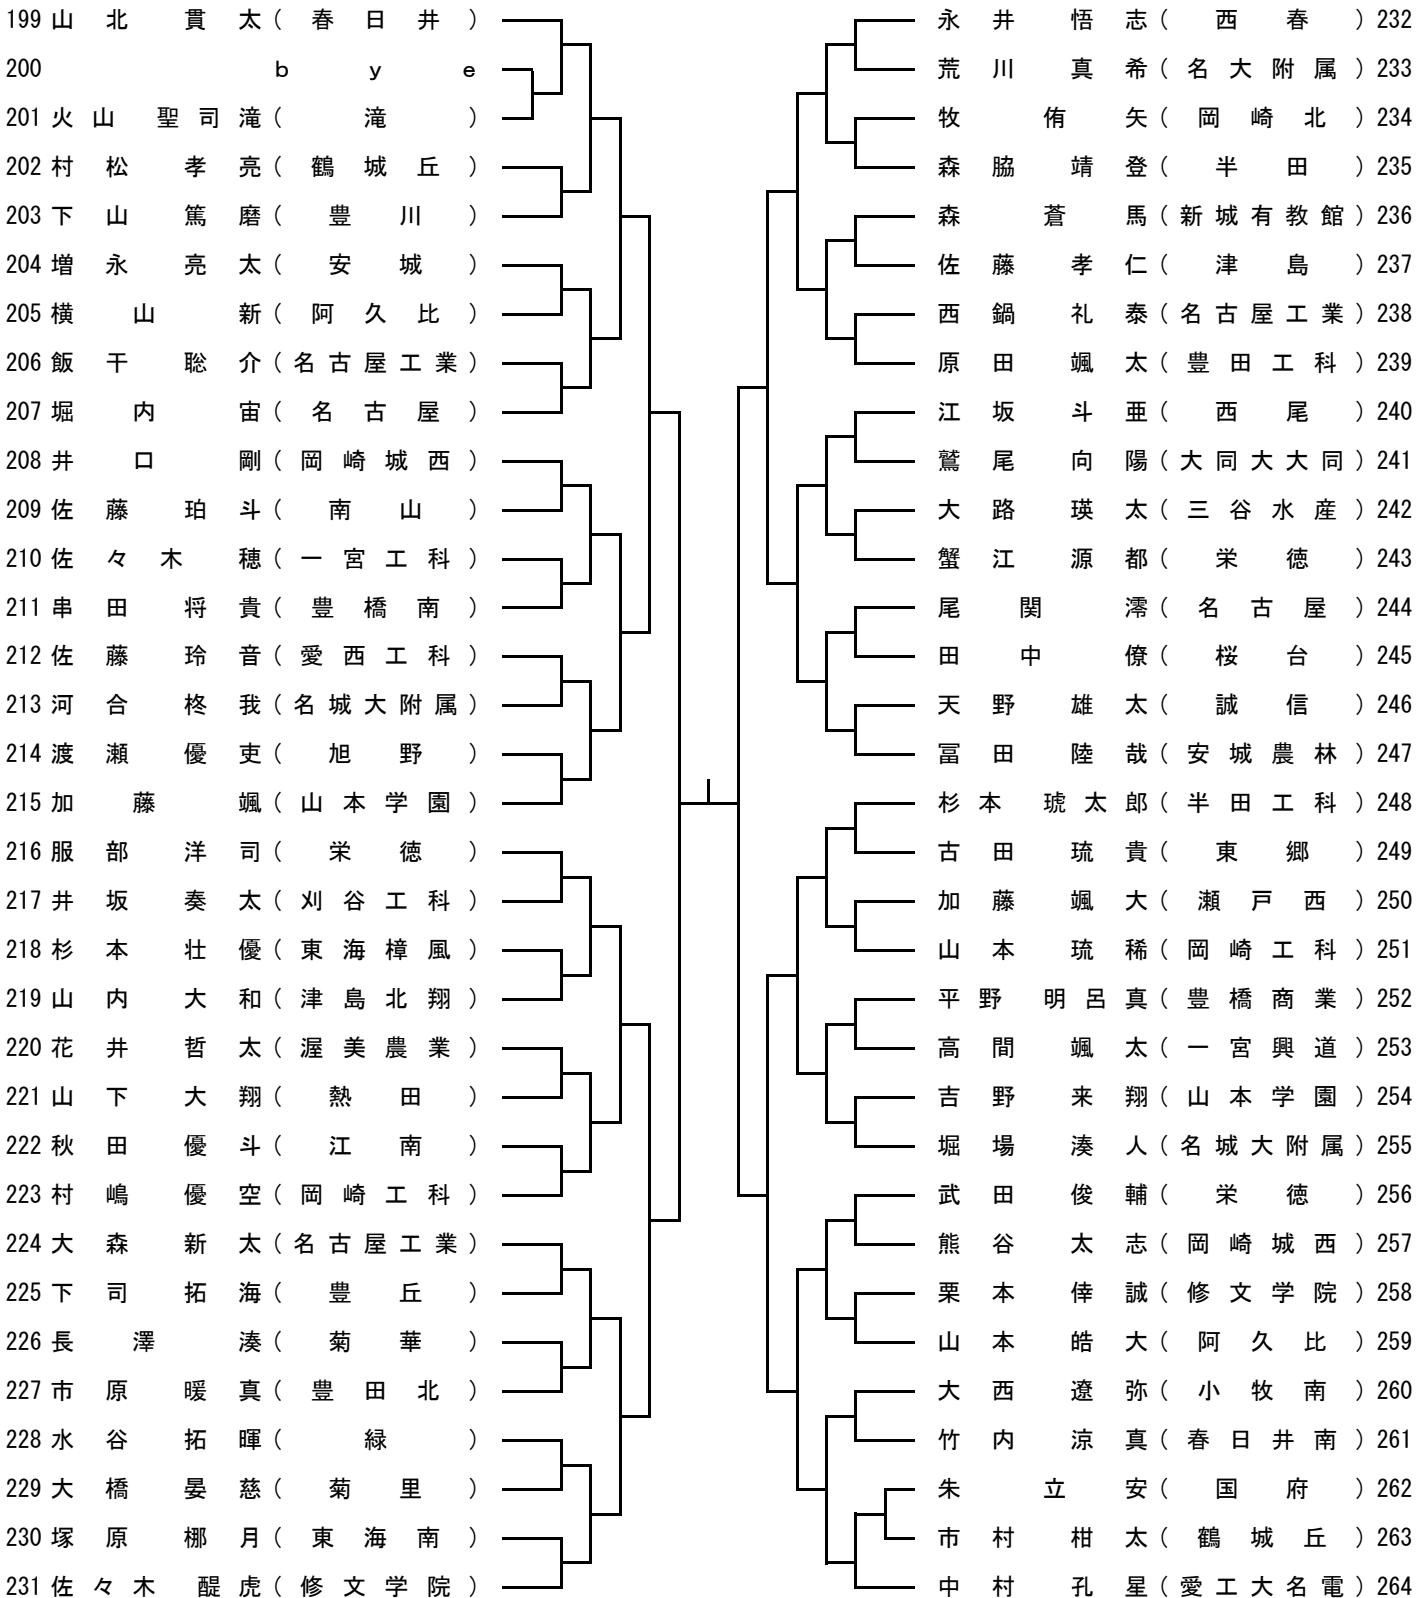 199 山北 貫太 ( 春日井 )
200 bye
201 火山 聖司滝 ( 滝 )
202 村松 孝亮 ( 鶴城丘 )
203 下山 篤磨 ( 豊川 )
204 増永 亮太 ( 安城 )
205 横山 新 ( 阿久比 )
206 飯干 聡介 ( 名古屋工業 )
207 堀内 宙 ( 名古屋 )
208 井口 剛 ( 岡崎城西 )
209 佐藤 珀斗 ( 南山 )
210 佐々木 穂 ( 一宮工科 )
211 串田 将貴 ( 豊橋南 )
212 佐藤 玲音 ( 愛西工科 )
213 河合 柊我 ( 名城大附属 )
214 渡瀬 優吏 ( 旭野 )
215 加藤 颯 ( 山本学園 )
216 服部 洋司 ( 栄徳 )
217 井坂 奏太 ( 刈谷工科 )
218 杉本 壮優 ( 東海樟風 )
219 山内 大和 ( 津島北翔 )
220 花井 哲太 ( 渥美農業 )
221 山下 大翔 ( 熱田 )
222 秋田 優斗 ( 江南 )
223 村嶋 優空 ( 岡崎工科 )
224 大森 新太 ( 名古屋工業 )
225 下司 拓海 ( 豊丘 )
226 長澤 湊 ( 菊華 )
227 市原 暖真 ( 豊田北 )
228 水谷 拓暉 ( 緑 )
229 大橋 晏慈 ( 菊里 )
230 塚原 梛月 ( 東海南 )
231 佐々木 醍虎 ( 修文学院 )
永井 悟志 ( 西春 ) 232
荒川 真希 ( 名大附属 ) 233
牧 侑矢 ( 岡崎北 ) 234
森脇 靖登 ( 半田 ) 235
森 蒼馬 ( 新城有教館 ) 236
佐藤 孝仁 ( 津島 ) 237
西鍋 礼泰 ( 名古屋工業 ) 238
原田 颯太 ( 豊田工科 ) 239
江坂 斗亜 ( 西尾 ) 240
鷲尾 向陽 ( 大同大大同 ) 241
大路 瑛太 ( 三谷水産 ) 242
蟹江 源都 ( 栄徳 ) 243
尾関 澪 ( 名古屋 ) 244
田中 僚 ( 桜台 ) 245
天野 雄太 ( 誠信 ) 246
冨田 陸哉 ( 安城農林 ) 247
杉本 琥太郎 ( 半田工科 ) 248
古田 琉貴 ( 東郷 ) 249
加藤 颯大 ( 瀬戸西 ) 250
山本 琉稀 ( 岡崎工科 ) 251
平野 明呂真 ( 豊橋商業 ) 252
高間 颯太 ( 一宮興道 ) 253
吉野 来翔 ( 山本学園 ) 254
堀場 湊人 ( 名城大附属 ) 255
武田 俊輔 ( 栄徳 ) 256
熊谷 太志 ( 岡崎城西 ) 257
栗本 倖誠 ( 修文学院 ) 258
山本 皓大 ( 阿久比 ) 259
大西 遼弥 ( 小牧南 ) 260
竹内 涼真 ( 春日井南 ) 261
朱 立安 ( 国府 ) 262
市村 柑太 ( 鶴城丘 ) 263
中村 孔星 ( 愛工大名電 ) 264